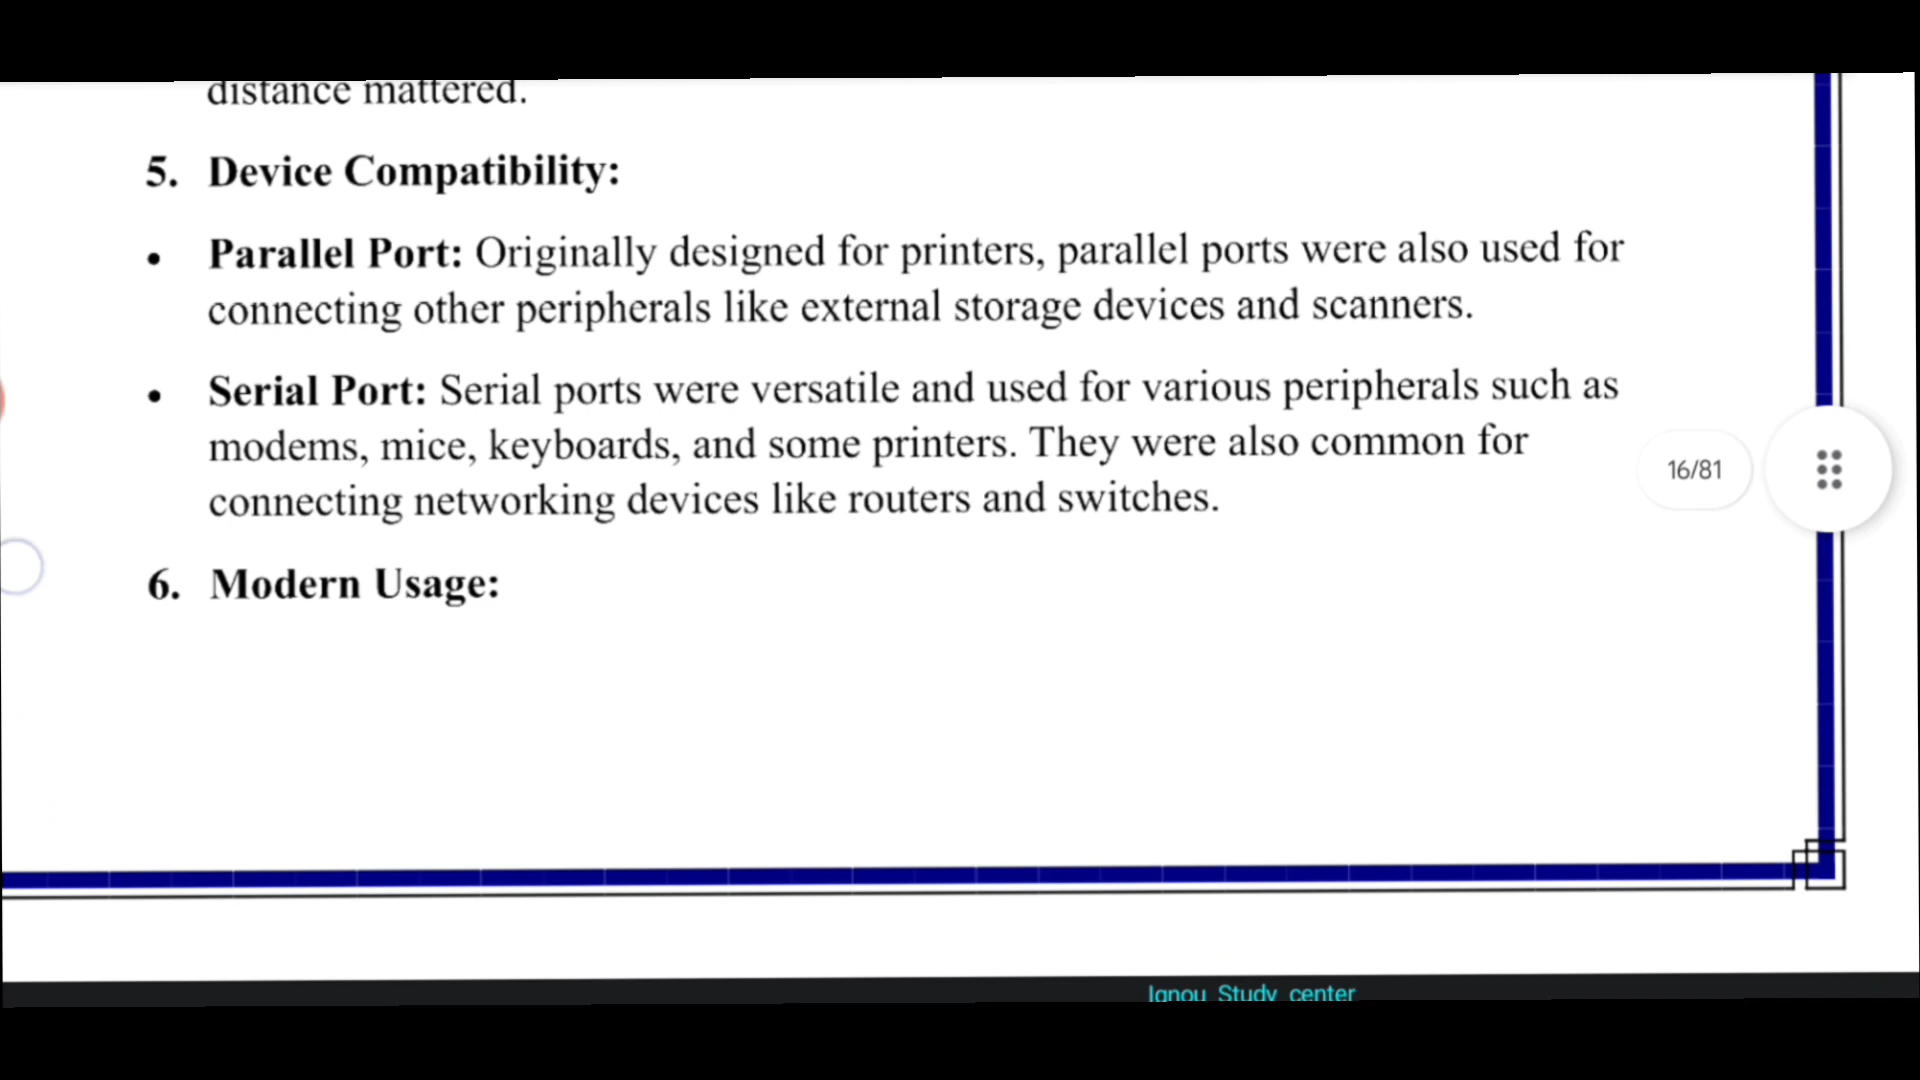 distance mattered.
5. Device Compatibility:
• Parallel Port: Originally designed for printers, parallel ports were also used for
connecting other peripherals like external storage devices and scanners.
• Serial Port: Serial ports were versatile and used for various peripherals such as
modems, mice, keyboards, and some printers. They were also common for
connecting networking devices like routers and switches.
16/81
6. Modern Usage:
Ignou Study center